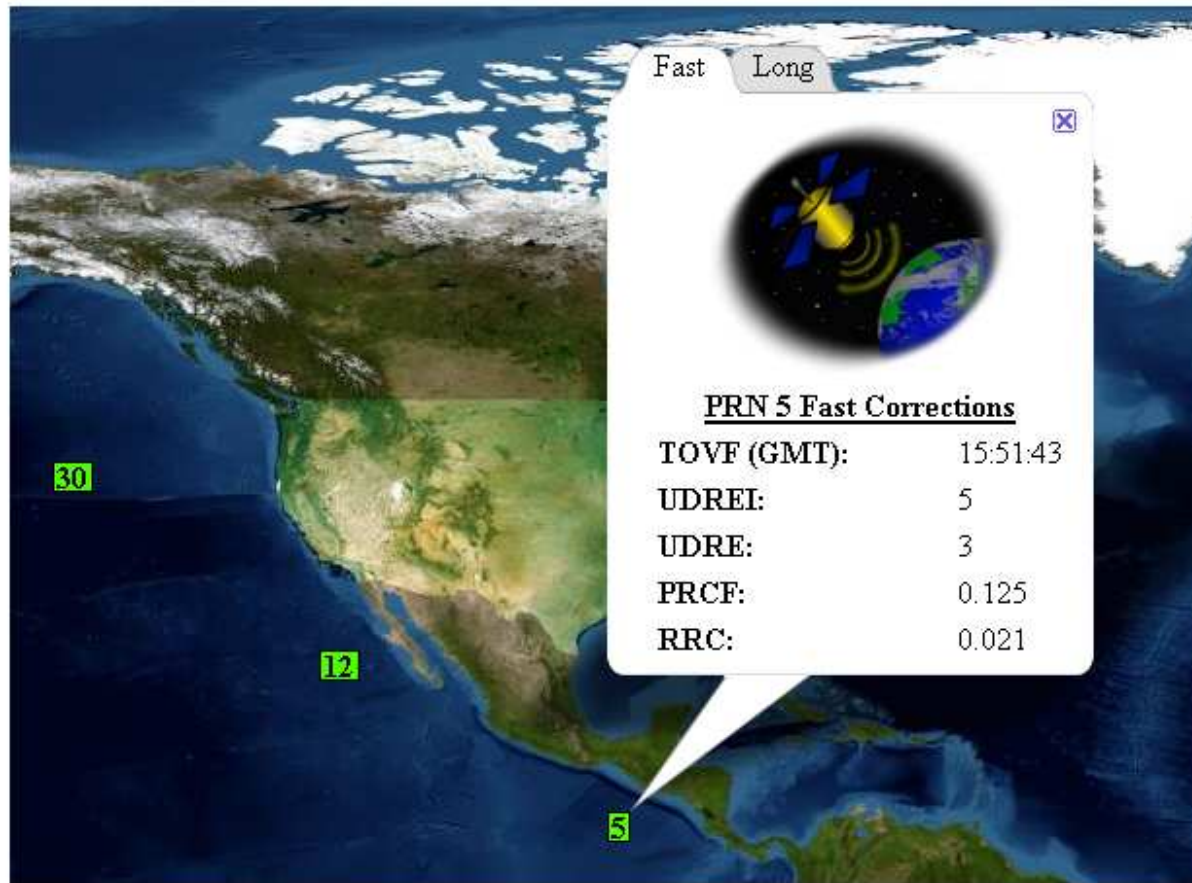 Fast Long
PRN 5 Fast Corrections
TOVF (GMT): 15:51:43
UDREI: 5
UDRE: 3
PRCF: 0.125
RRC: 0.021
30
12
5